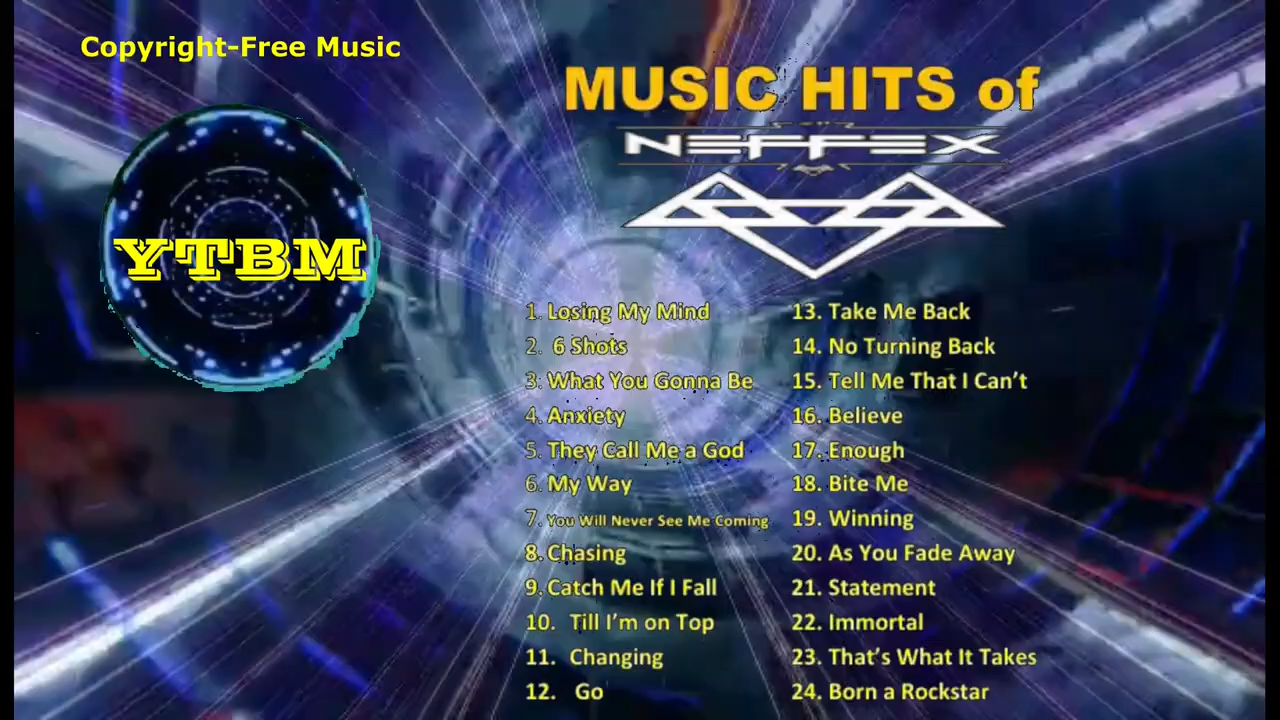 Copyright-Free Music
YTBM
MUSIC HITS of
NEFFEX
1. Losing My Mind
2. 6 Shots
3. What You Gonna Be
4. Anxiety
5. They Call Me a God
6. My Way
7. You Will Never See Me Coming
8. Chasing
9. Catch Me If I Fall
10. Till I'm on Top
11. Changing
12. Go
13. Take Me Back
14. No Turning Back
15. Tell Me That I Can't
16. Believe
17. Enough
18. Bite Me
19. Winning
20. As You Fade Away
21. Statement
22. Immortal
23. That's What It Takes
24. Born a Rockstar